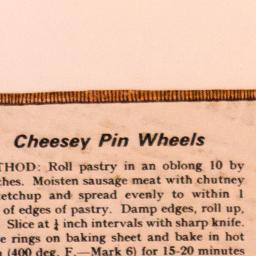 Cheesey Pin Wheels
THOD: Roll pastry in an oblong 10 by
ches. Moisten sausage meat with chutney
etchup and spread evenly to within 1
of edges of pastry. Damp edges, roll up,
Slice at ½ inch intervals with sharp knife.
e rings on baking sheet and bake in hot
(400 deg. F.—Mark 6) for 15-20 minutes